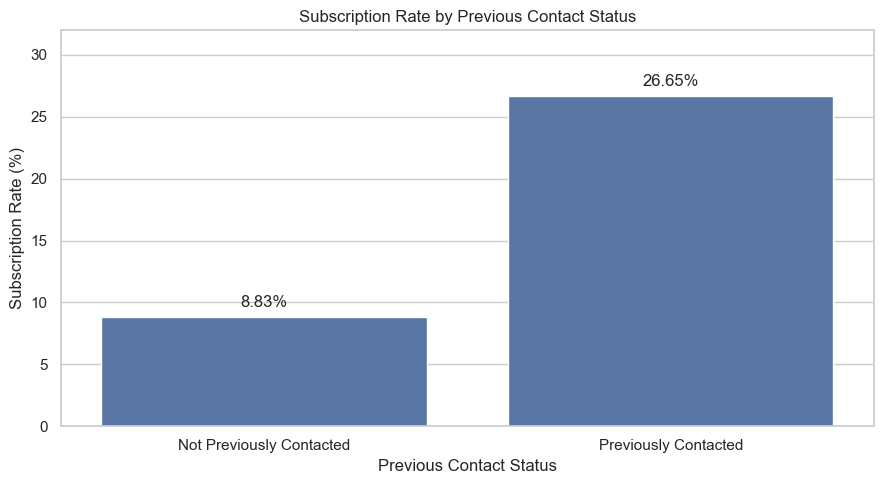 Subscription Rate by Previous Contact Status
Subscription Rate (%)
30
25
20
15
10
5
0
8.83%
26.65%
Not Previously Contacted
Previously Contacted
Previous Contact Status